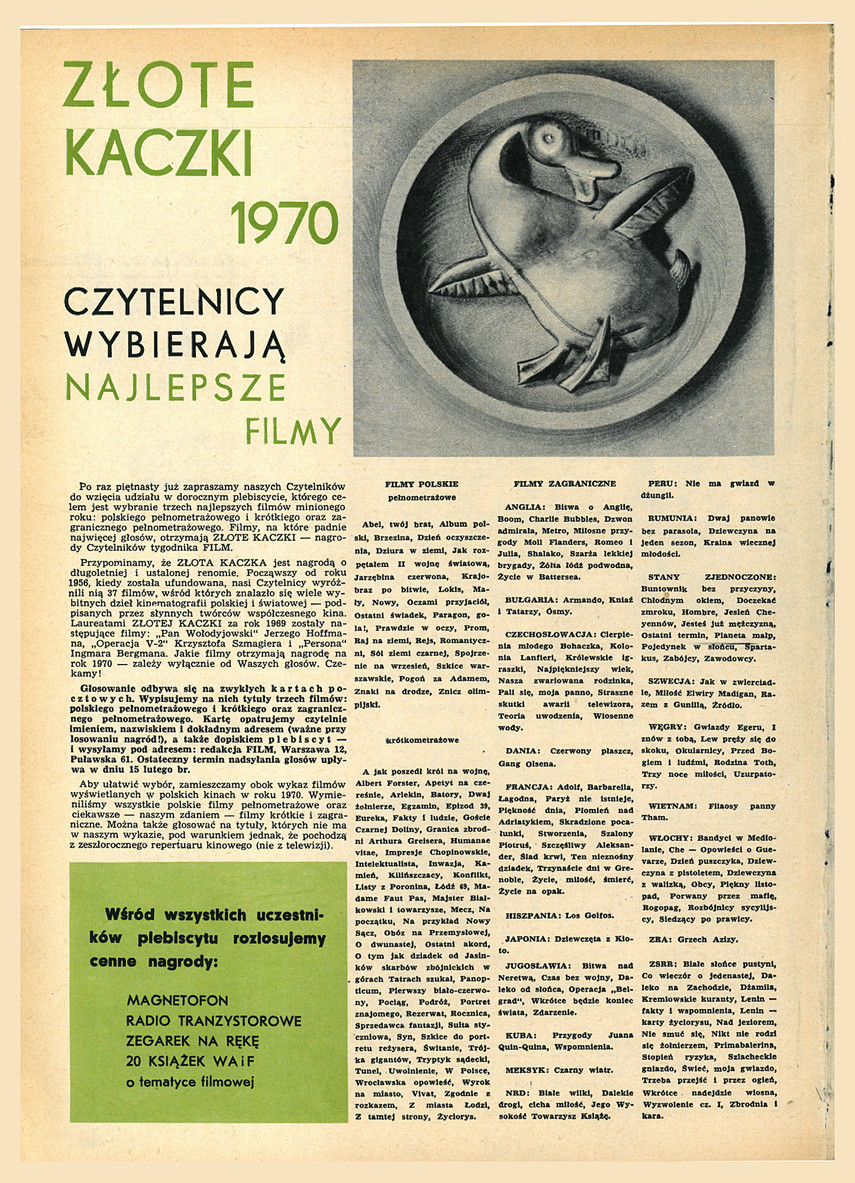 ZŁOTE
KACZKI
1970
CZYTELNICY
WYBIERAJĄ
NAJLEPSZE
FILMY
Po raz piętnasty już zapraszamy naszych Czytelników
do wzięcia udziału w dorocznym plebiscycie, którego ce-
lem jest wybranie trzech najlepszych filmów minionego
roku: polskiego pełnometrażowego i krótkiego oraz za-
granicznego pełnometrażowego. Filmy, na które padnie
najwięcej głosów, otrzymają ZŁOTE KACZKI — nagro-
dy Czytelników tygodnika FILM.
Przypominamy, że ZŁOTA KACZKA jest nagrodą o
długoletniej i ustalonej renomie. Począwszy od roku
1956, kiedy została ufundowana, nasi Czytelnicy wyróż-
nili nią 37 filmów, wśród których znalazło się wiele wy-
bitnych dzieł kinematografii polskiej i światowej — pod-
pisanych przez słynnych twórców współczesnego kina.
Laureatami ZŁOTEJ KACZKI za rok 1969 zostały na-
stępujące filmy: „Pan Wołodyjowski" Jerzego Hoffma-
na, „Operacja V-2" Krzysztofa Szmagiera i „Persona"
Ingmara Bergmana. Jakie filmy otrzymają nagrodę na
rok 1970 — zależy wyłącznie od Waszych głosów. Cze-
kamy!
Głosowanie odbywa się na zwykłych kartach po-
cztowych. Wypisujemy na nich tytuły trzech filmów:
polskiego pełnometrażowego i krótkiego oraz zagranicz-
nego pełnometrażowego. Kartę opatrujemy czytelnie
imieniem, nazwiskiem i dokładnym adresem (ważne przy
losowaniu nagród!), a także dopiskiem plebiscyt —
i wysyłamy pod adresem: redakcja FILM, Warszawa 12,
Puławska 61. Ostateczny termin nadsyłania głosów upły-
wa w dniu 15 lutego br.
Aby ułatwić wybór, zamieszczamy obok wykaz filmów
wyświetlanych w polskich kinach w roku 1970. Wymie-
niliśmy wszystkie polskie filmy pełnometrażowe oraz
ciekawsze — naszym zdaniem — filmy krótkie i zagra-
niczne. Można także głosować na tytuły, których nie ma
w naszym wykazie, pod warunkiem jednak, że pochodzą
z zeszłorocznego repertuaru kinowego (nie z telewizji).
Wśród wszystkich uczestni-
ków plebiscytu rozlosujemy
cenne nagrody:
MAGNETOFON
RADIO TRANZYSTOROWE
ZEGAREK NA RĘKĘ
20 KSIĄŻEK WAiF
o tematyce filmowej
FILMY POLSKIE
pełnometrażowe
Abel, twój brat, Album pol-
ski, Brzezina, Dzień oczyszcze-
nia, Dziura w ziemi, Jak roz-
pętałem II wojnę światową,
Jarzębina czerwona, Krajo-
braz po bitwie, Lokis, Ma-
ły, Nowy, Oczami przyjaciół,
Ostatni świadek, Paragon, go-
la!, Prawdzie w oczy, Prom,
Raj na ziemi, Rejs, Romantycz-
ni, Sól ziemi czarnej, Spojrze-
nie na wrzesień, Szkice war-
szawskie, Pogoń za Adamem,
Znaki na drodze, Znicz olim-
pijski.
krótkometrażowe
A jak poszedł król na wojnę,
Albert Forster, Apetyt na cze-
reśnie, Arlekin, Batory, Dwaj
żołnierze, Egzamin, Epizod 39,
Eureka, Fakty i ludzie, Goście
Czarnej Doliny, Granica zbrod-
ni Arthura Greisera, Humanae
vitae, Impresje Chopinowskie,
Intelektualista, Inwazja, Ka-
mień, Kilińszczacy, Konflikt,
Listy z Poronina, Łódź 69, Ma-
dame Faut Pas, Majster Biał-
kowski i towarzysze, Mecz, Na
początku, Na przykład Nowy
Sącz, Obóz na Przemysłowej,
O dwunastej, Ostatni akord,
O tym jak dziadek od Jasin-
ków skarbów zbójnickich w
górach Tatrach szukał, Panop-
ticum, Pierwszy biało-czerwo-
ny, Pociąg, Podróż, Portret
znajomego, Rezerwat, Rocznica,
Sprzedawca fantazji, Suita sty-
czniowa, Syn, Szkice do port-
retu reżysera, Świtanie, Trój-
ka gigantów, Tryptyk sądecki,
Tunel, Uwolnienie, W Polsce,
Wrocławska opowieść, Wyrok
na miasto, Vivat, Zgodnie z
rozkazem, Z miasta Łodzi,
Z tamtej strony, Życiorys.
FILMY ZAGRANICZNE
ANGLIA: Bitwa o Anglię,
Boom, Charlie Bubbles, Dzwon
admirała, Metro, Miłosne przy-
gody Moll Flanders, Romeo i
Julia, Shalako, Szarża lekkiej
brygady, Żółta łódź podwodna,
Życie w Battersea.
BUŁGARIA: Armando, Kniaź
i Tatarzy, Ósmy.
CZECHOSŁOWACJA: Cierpie-
nia młodego Bohaczka, Kolo-
nia Lanfieri, Królewskie ig-
raszki, Najpiękniejszy wiek,
Nasza zwariowana rodzinka,
Pali się, moja panno, Straszne
skutki awarii telewizora,
Teoria uwodzenia, Wiosenne
wody.
DANIA: Czerwony płaszcz,
Gang Olsena.
FRANCJA: Adolf, Barbarella,
Łagodna, Paryż nie istnieje,
Piękność dnia, Płomień nad
Adriatykiem, Skradzione poca-
łunki, Stworzenia, Szalony
Piotruś, Szczęśliwy Aleksan-
der, Ślad krwi, Ten nieznośny
dziadek, Trzynaście dni w Gre-
noble, Życie, miłość, śmierć,
Życie na opak.
HISZPANIA: Los Golfos.
JAPONIA: Dziewczęta z Kio-
to.
JUGOSŁAWIA: Bitwa nad
Neretwą, Czas bez wojny, Da-
leko od słońca, Operacja „Bel-
grad", Wkrótce będzie koniec
świata, Zdarzenie.
KUBA: Przygody Juana
Quin-Quina, Wspomnienia.
MEKSYK: Czarny wiatr.
NRD: Białe wilki, Dalekie
drogi, cicha miłość, Jego Wy-
sokość Towarzysz Książę.
PERU: Nie ma gwiazd w
dżungli.
RUMUNIA: Dwaj panowie
bez parasola, Dziewczyna na
jeden sezon, Kraina wiecznej
młodości.
STANY ZJEDNOCZONE:
Buntownik bez przyczyny,
Chłodnym okiem, Doczekać
zmroku, Hombre, Jesień Che-
yennów, Jesteś już mężczyzną,
Ostatni termin, Planeta małp,
Pojedynek w słońcu, Sparta-
kus, Zabójcy, Zawodowcy.
SZWECJA: Jak w zwierciad-
le, Miłość Elwiry Madigan, Ra-
zem z Gunillą, Źródło.
WĘGRY: Gwiazdy Egeru, I
znów z tobą, Lew pręży się do
skoku, Okularnicy, Przed Bo-
giem i ludźmi, Rodzina Toth,
Trzy noce miłości, Uzurpato-
rzy.
WIETNAM: Filaosy panny
Tham.
WŁOCHY: Bandyci w Medio-
lanie, Che — Opowieści o Gue-
varze, Dzień puszczyka, Dziew-
czyna z pistoletem, Dziewczyna
z walizką, Obcy, Piękny listo-
pad, Porwany przez mafię,
Rogopag, Rozbójnicy sycylijs-
cy, Siedzący po prawicy.
ZRA: Grzech Azizy.
ZSRR: Białe słońce pustyni,
Co wieczór o jedenastej, Da-
leko na Zachodzie, Dżamila,
Kremlowskie kuranty, Lenin —
fakty i wspomnienia, Lenin —
karty życiorysu, Nad jeziorem,
Nie smuć się, Nikt nie rodzi
się żołnierzem, Primabalerina,
Stopień ryzyka, Szlacheckie
gniazdo, Świeć, moja gwiazdo,
Trzeba przejść i przez ogień,
Wkrótce nadejdzie wiosna,
Wyzwolenie cz. I, Zbrodnia i
kara.